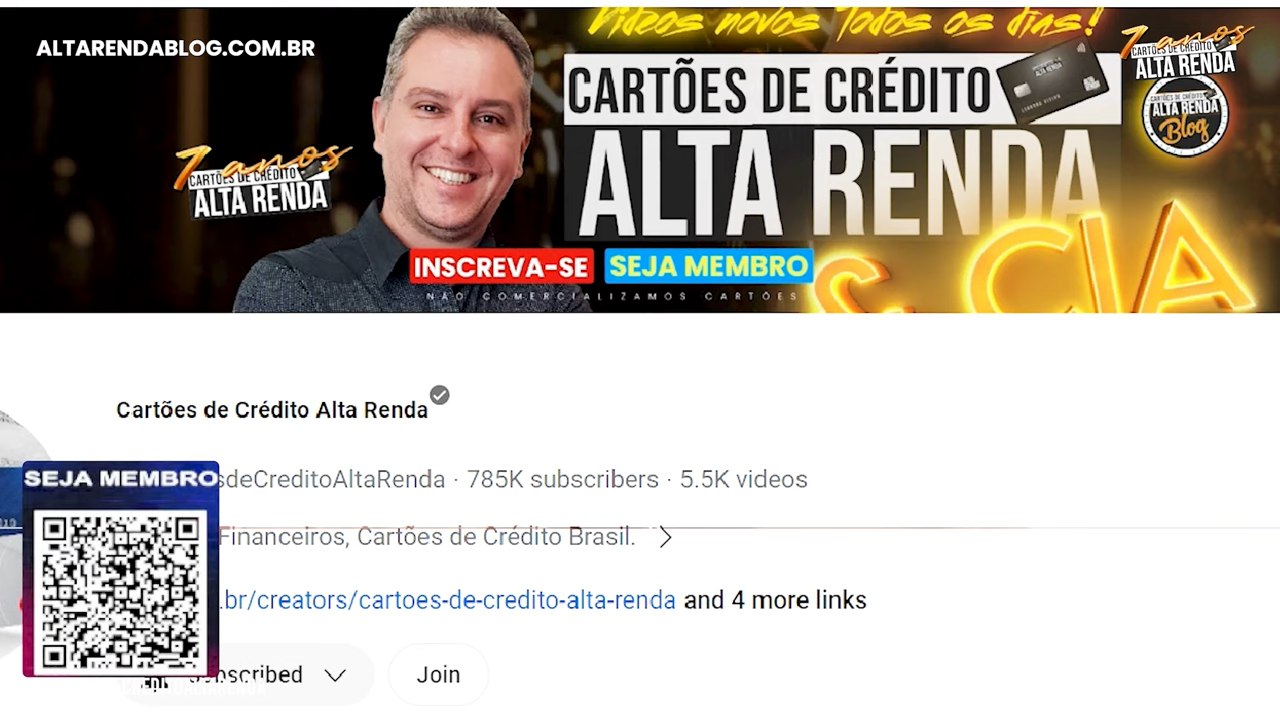 Vídeos novos Todos os dias!
ALTARENDABLOG.COM.BR
7 anos
CARTÕES DE CRÉDITO
ALTA RENDA
CARTÕES DE CRÉDITO
ALTA RENDA
Blog
CARTÕES DE CRÉDITO
ALTA RENDA
7 anos
CARTÕES DE CRÉDITO
ALTA RENDA
& CIA
INSCREVA-SE SEJA MEMBRO
NÃO COMERCIALIZAMOS CARTÕES
Cartões de Crédito Alta Renda
SEJA MEMBRO
sdeCreditoAltaRenda · 785K subscribers · 5.5K videos
Financeiros, Cartões de Crédito Brasil.
.br/creators/cartoes-de-credito-alta-renda and 4 more links
Join